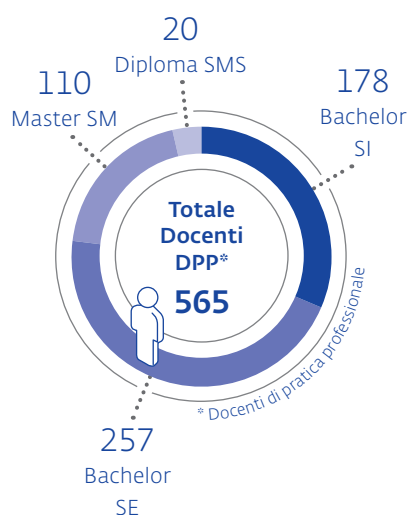 20
Diploma SMS
110
Master SM
178
Bachelor
SI
Totale
Docenti
DPP*
565
* Docenti di pratica professionale
257
Bachelor
SE